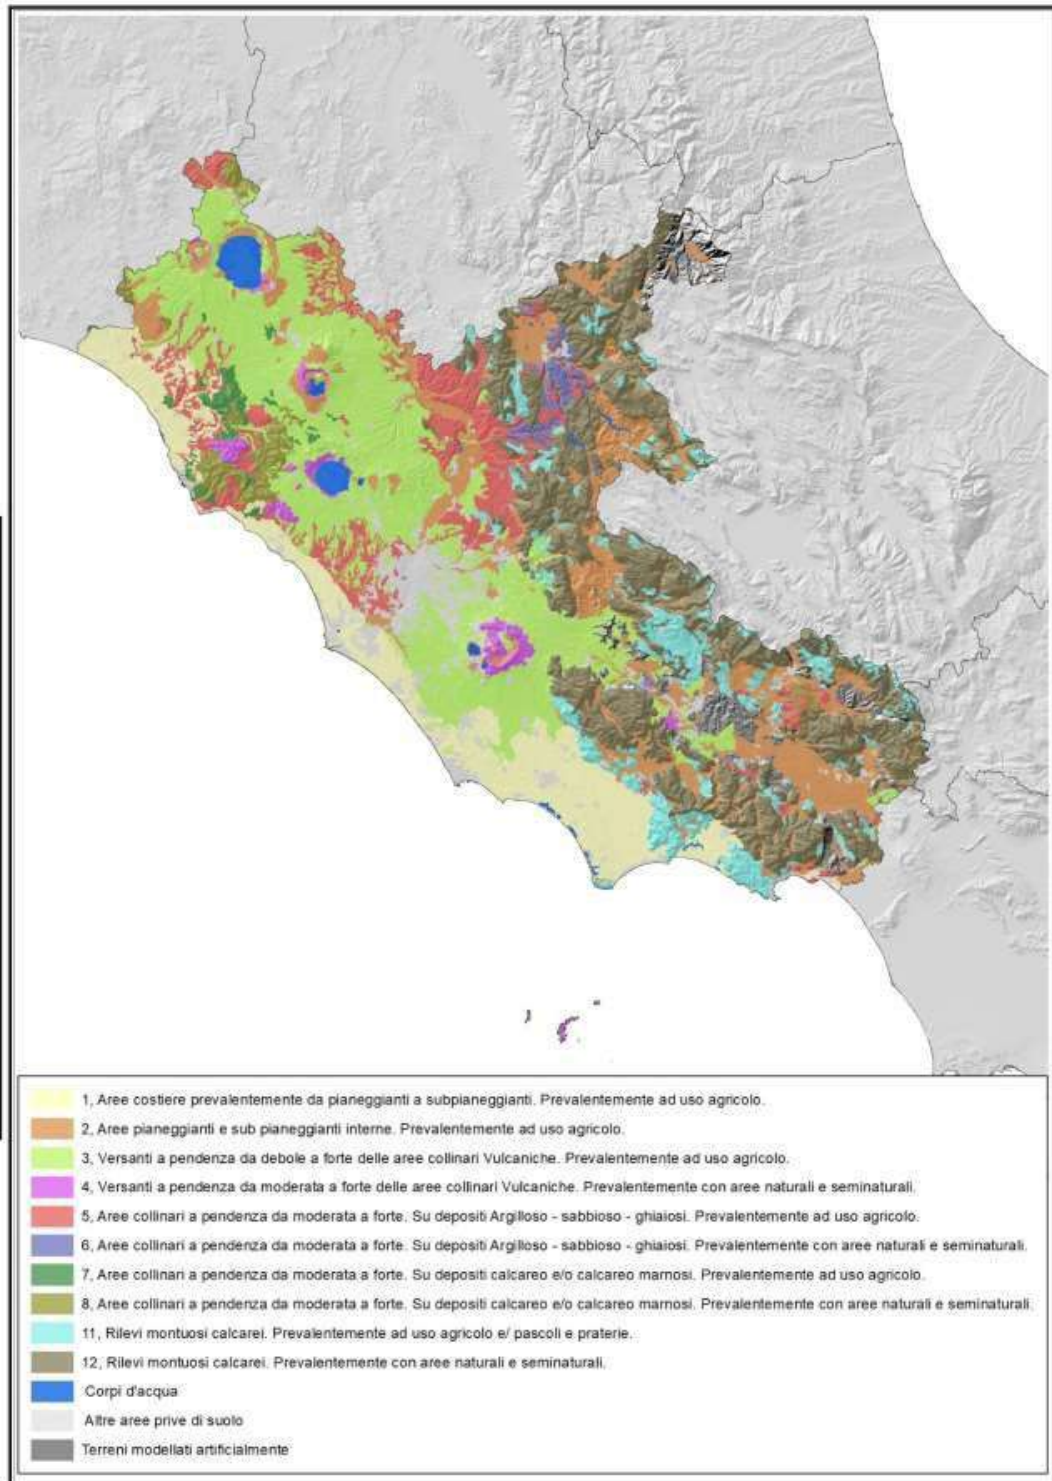 1, Aree costiere prevalentemente da pianeggianti a subpianeggianti. Prevalentemente ad uso agricolo.
2, Aree pianeggianti e sub pianeggianti interne. Prevalentemente ad uso agricolo.
3, Versanti a pendenza da debole a forte delle aree collinari Vulcaniche. Prevalentemente ad uso agricolo.
4, Versanti a pendenza da moderata a forte delle aree collinari Vulcaniche. Prevalentemente con aree naturali e seminaturali.
5, Aree collinari a pendenza da moderata a forte. Su depositi Argilloso - sabbioso - ghiaiosi. Prevalentemente ad uso agricolo.
6, Aree collinari a pendenza da moderata a forte. Su depositi Argilloso - sabbioso - ghiaiosi. Prevalentemente con aree naturali e seminaturali.
7, Aree collinari a pendenza da moderata a forte. Su depositi calcareo e/o calcareo marnosi. Prevalentemente ad uso agricolo.
8, Aree collinari a pendenza da moderata a forte. Su depositi calcareo e/o calcareo marnosi. Prevalentemente con aree naturali e seminaturali.
11, Rilievi montuosi calcarei. Prevalentemente ad uso agricolo e/ pascoli e praterie.
12, Rilievi montuosi calcarei. Prevalentemente con aree naturali e seminaturali.
Corpi d'acqua
Altre aree prive di suolo
Terreni modellati artificialmente